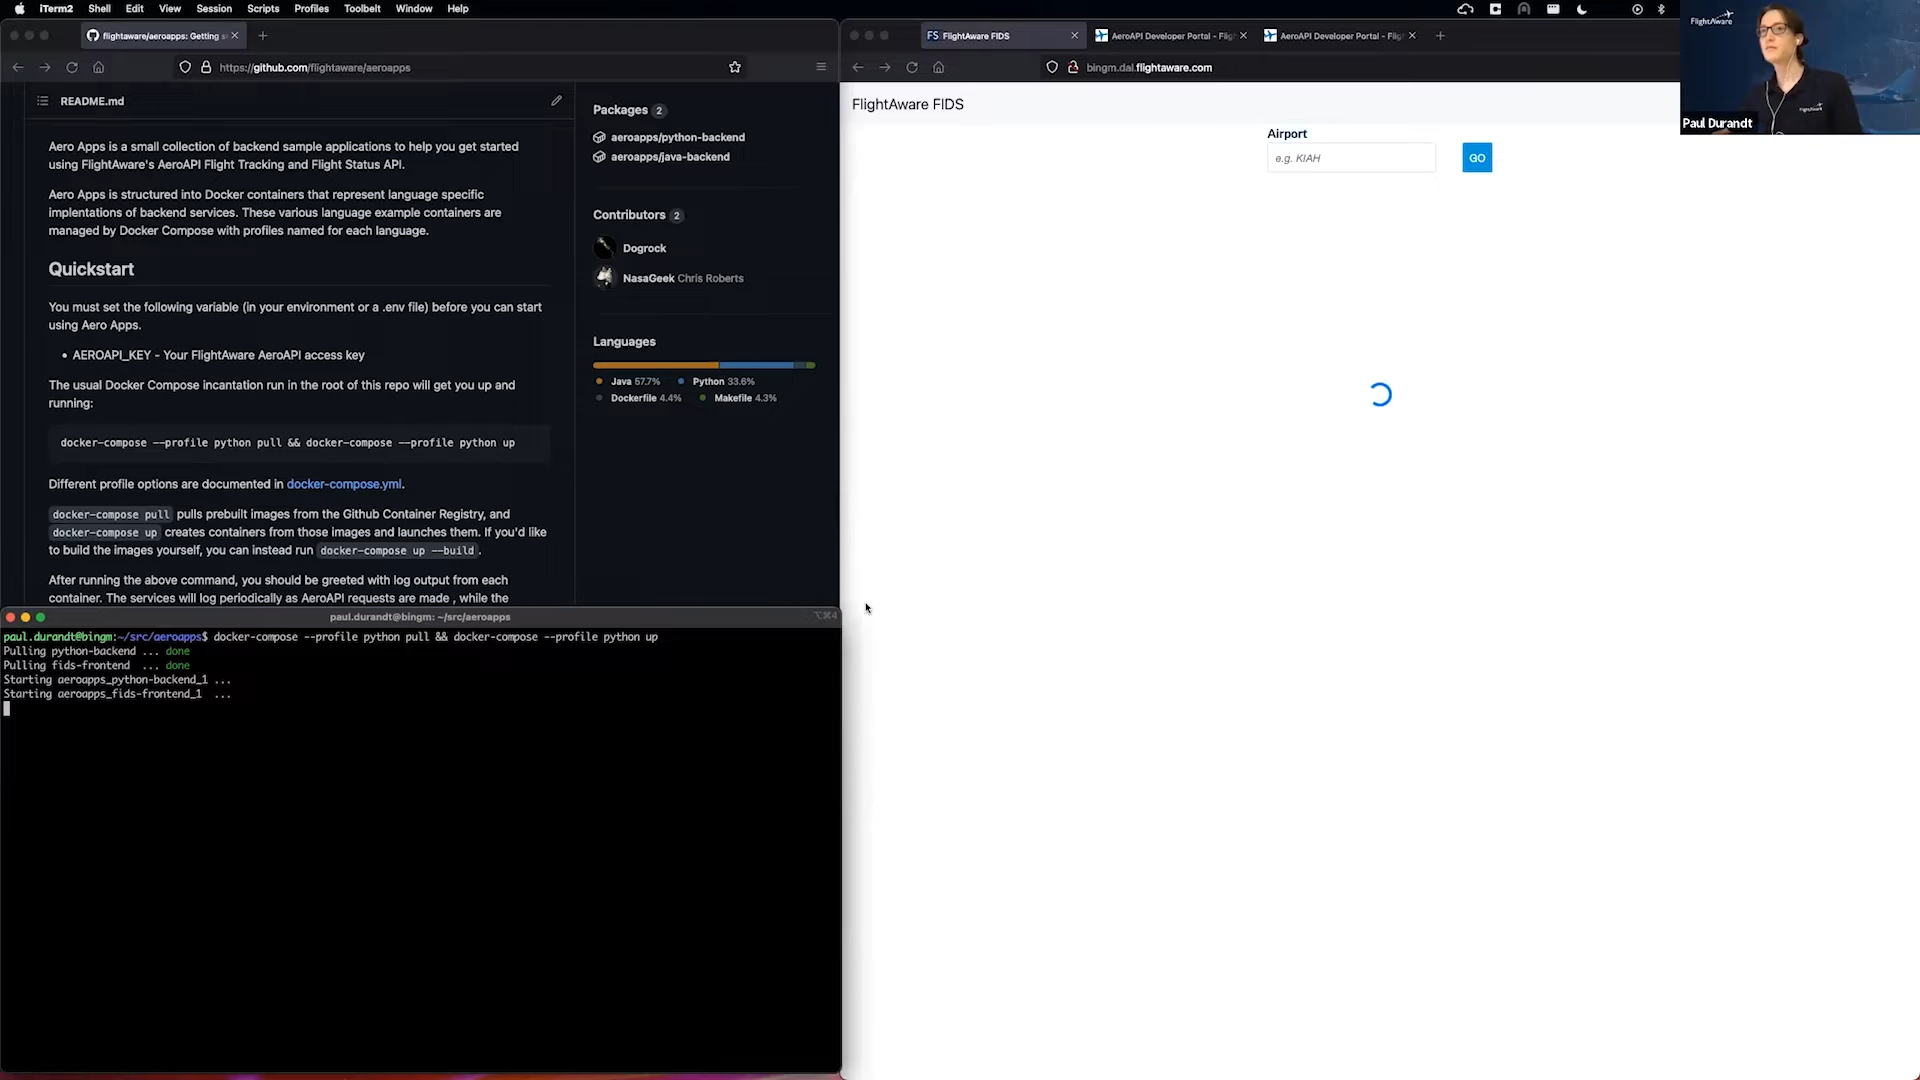 iTerm2 Shell Edit View Session Scripts Profiles Toolbelt Window Help
flightaware/aeroapps: Getting
https://github.com/flightaware/aeroapps
README.md
Aero Apps is a small collection of backend sample applications to help you get started
using FlightAware's AeroAPI Flight Tracking and Flight Status API.
Aero Apps is structured into Docker containers that represent language specific
implentations of backend services. These various language example containers are
managed by Docker Compose with profiles named for each language.
Quickstart
You must set the following variable (in your environment or a .env file) before you can start
using Aero Apps.
• AEROAPI_KEY - Your FlightAware AeroAPI access key
The usual Docker Compose incantation run in the root of this repo will get you up and
running:
docker-compose --profile python pull && docker-compose --profile python up
Different profile options are documented in docker-compose.yml.
docker-compose pull pulls prebuilt images from the Github Container Registry, and
docker-compose up creates containers from those images and launches them. If you'd like
to build the images yourself, you can instead run docker-compose up --build.
After running the above command, you should be greeted with log output from each
container. The services will log periodically as AeroAPI requests are made , while the
Packages 2
aeroapps/python-backend
aeroapps/java-backend
Contributors 2
Dogrock
NasaGeek Chris Roberts
Languages
Java 57.7% Python 33.6%
Dockerfile 4.4% Makefile 4.3%
paul.durandt@bingm: ~/src/aeroapps
⌥⌘4
paul.durandt@bingm:~/src/aeroapps$ docker-compose --profile python pull && docker-compose --profile python up
Pulling python-backend ... done
Pulling fids-frontend ... done
Starting aeroapps_python-backend_1 ...
Starting aeroapps_fids-frontend_1 ...
FS FlightAware FIDS
AeroAPI Developer Portal - Flig
AeroAPI Developer Portal - Flig
bingm.dal.flightaware.com
FlightAware FIDS
Airport
e.g. KIAH
GO
FlightAware
FlightAware
Paul Durandt